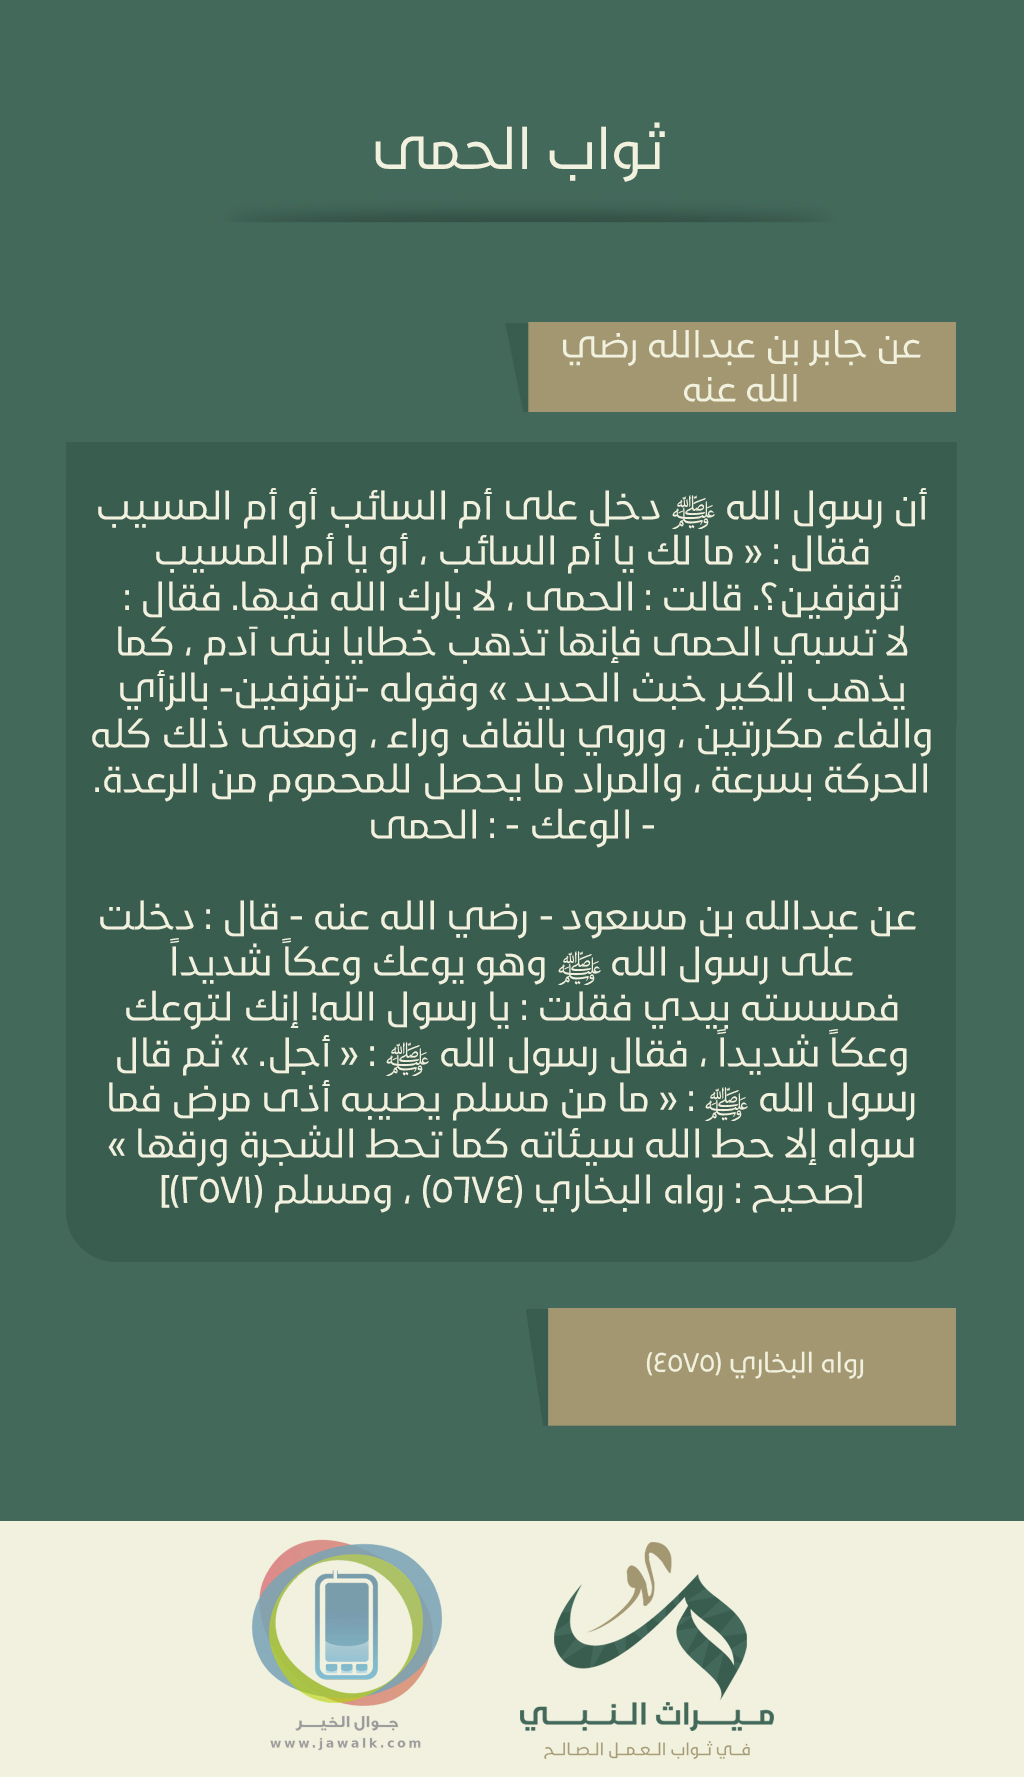 ثواب الحمى
عن جابر بن عبدالله رضي
الله عنه
أن رسول الله ﷺ دخل على أم السائب أو أم المسيب
فقال : « ما لك يا أم السائب ، أو يا أم المسيب
تُزفزفين؟. قالت : الحمى ، لا بارك الله فيها. فقال :
لا تسبي الحمى فإنها تذهب خطايا بنى آدم ، كما
يذهب الكير خبث الحديد » وقوله -تزفزفين- بالزأي
والفاء مكررتين ، وروي بالقاف وراء ، ومعنى ذلك كله
الحركة بسرعة ، والمراد ما يحصل للمحموم من الرعدة.
- الوعك - : الحمى
عن عبدالله بن مسعود - رضي الله عنه - قال : دخلت
على رسول الله ﷺ وهو يوعك وعكاً شديداً
فمسسته بيدي فقلت : يا رسول الله! إنك لتوعك
وعكاً شديداً ، فقال رسول الله ﷺ : « أجل. » ثم قال
رسول الله ﷺ : « ما من مسلم يصيبه أذى مرض فما
سواه إلا حط الله سيئاته كما تحط الشجرة ورقها »
[صحيح : رواه البخاري (٥٦٧٤) ، ومسلم (٢٥٧١)]
رواه البخاري (٤٥٧٥)
ميراث النبي
في ثواب العمل الصالح
جوال الخير
www.jawalk.com